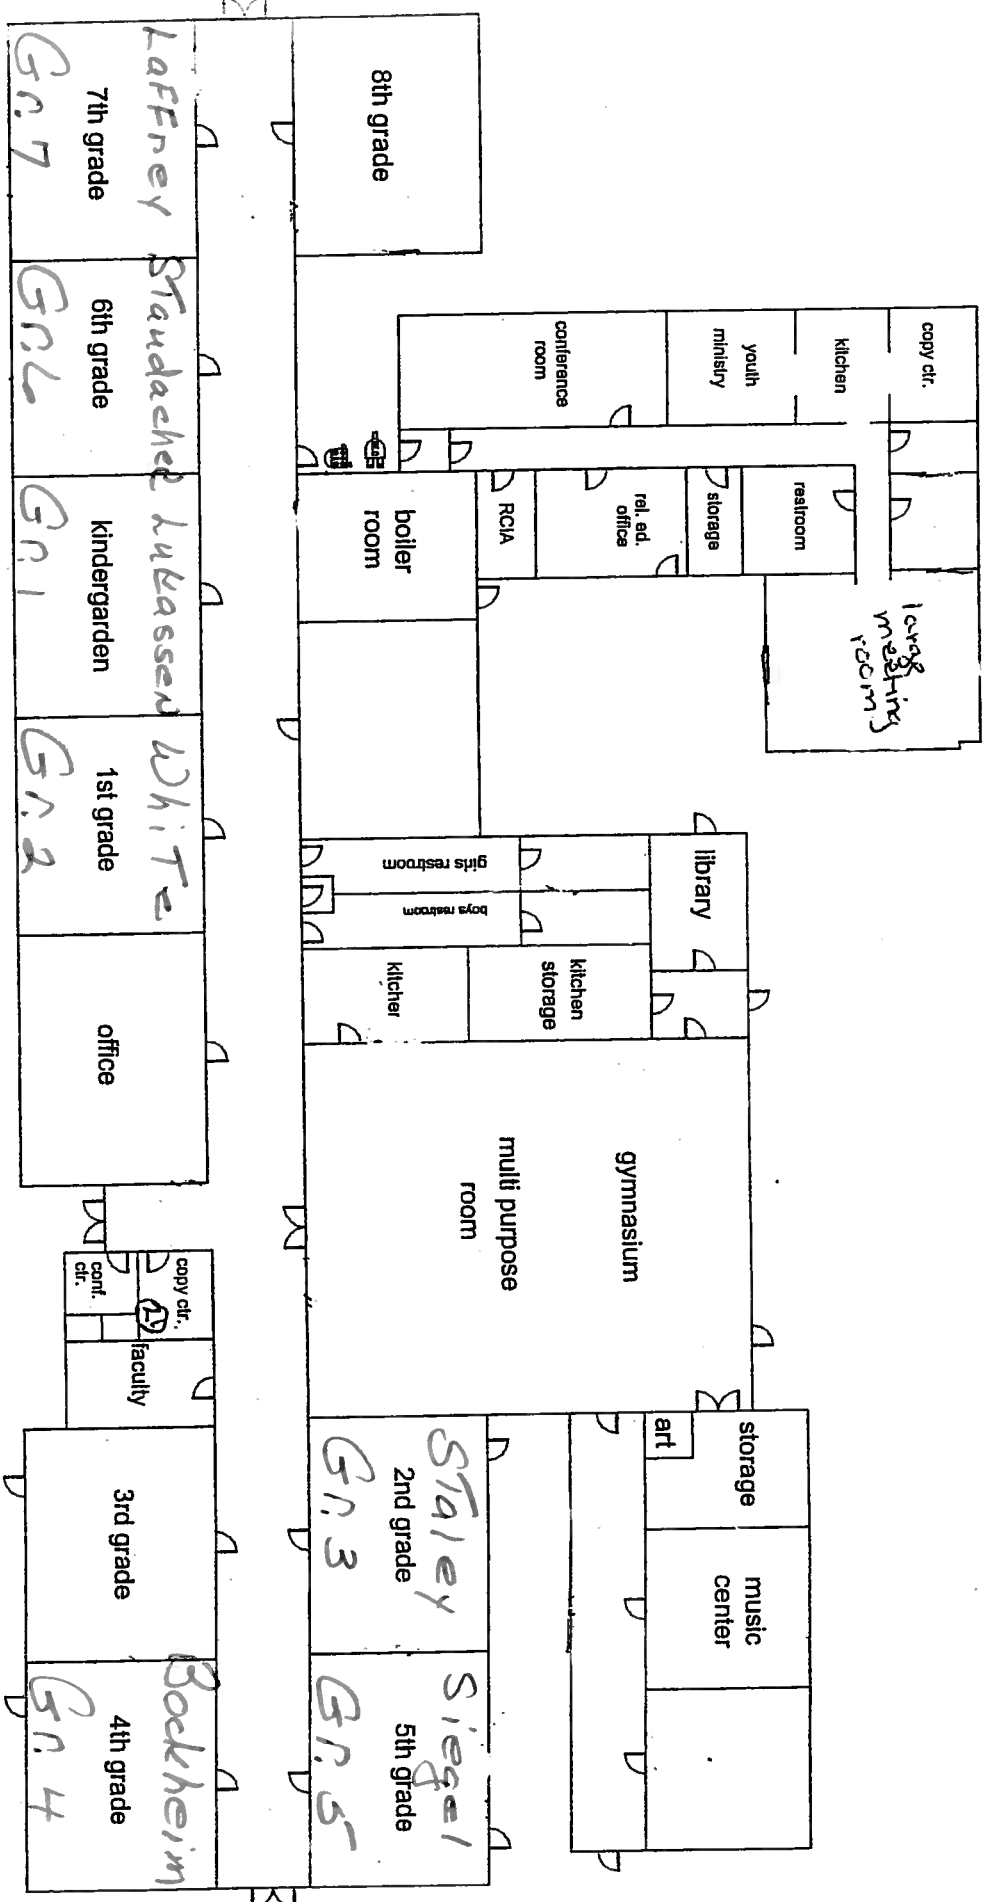 copy ctr.
kitchen
youth
ministry
conference
room
large
meeting
room
restroom
storage
rel. ed.
office
RCIA
8th grade
boiler
room
library
girls restroom
boys restroom
kitchen
storage
kitcher
gymnasium
multi purpose
room
storage
art
music
center
Staley
2nd grade
Gr. 3
Siegel
5th grade
Gr. 5
Laffney
7th grade
Gr. 7
Standacher
6th grade
Gr. 6
Lukassen
kindergarden
Gr. 1
White
1st grade
Gr. 2
office
copy ctr.
conf.
ctr.
faculty
3rd grade
Bockheim
4th grade
Gr. 4